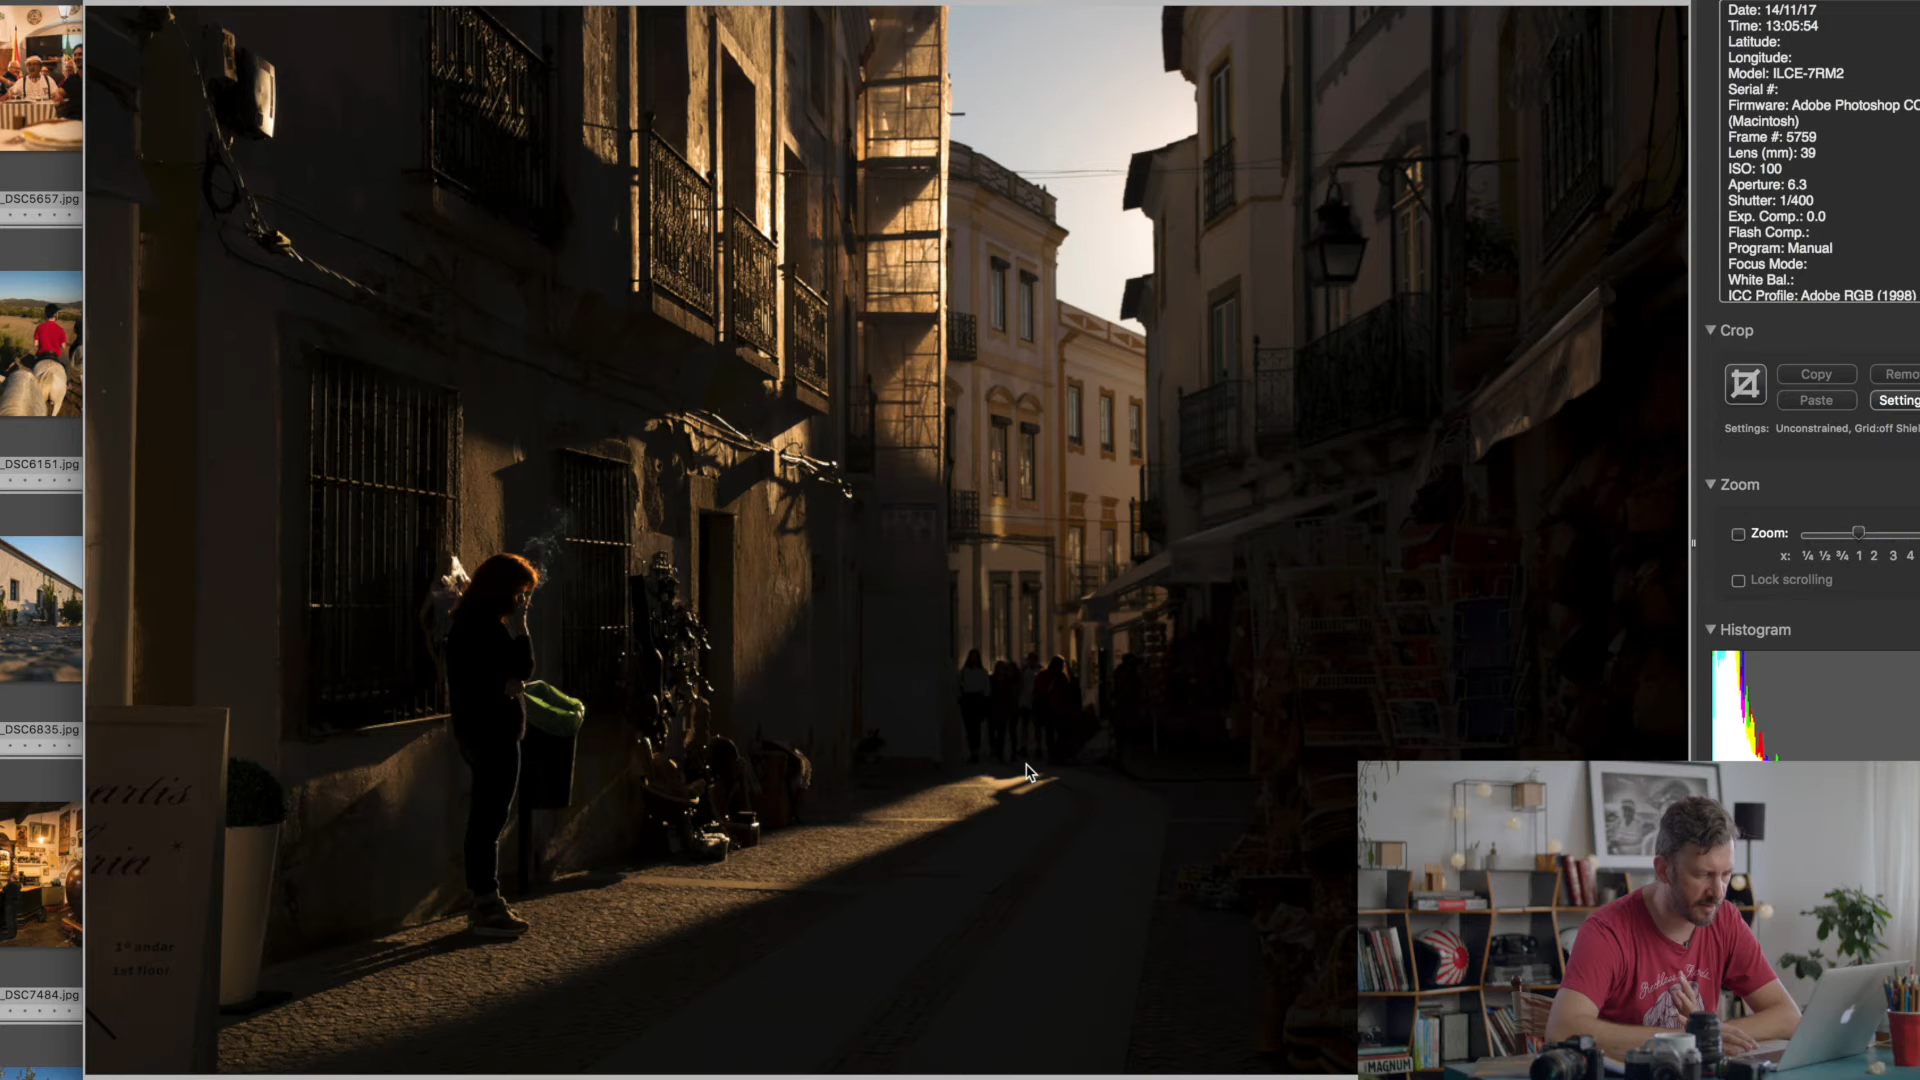 _DSC5657.jpg
_DSC6151.jpg
_DSC6835.jpg
_DSC7484.jpg
1º andar
1st floor
Date: 14/11/17
Time: 13:05:54
Latitude:
Longitude:
Model: ILCE-7RM2
Serial #:
Firmware: Adobe Photoshop CC
(Macintosh)
Frame #: 5759
Lens (mm): 39
ISO: 100
Aperture: 6.3
Shutter: 1/400
Exp. Comp.: 0.0
Flash Comp.:
Program: Manual
Focus Mode:
White Bal.:
ICC Profile: Adobe RGB (1998)
Crop
Copy Remo
Paste Setting
Settings: Unconstrained, Grid:off Shiel
Zoom
Zoom:
x: ¼ ½ ¾ 1 2 3 4
Lock scrolling
Histogram
MAGNUM